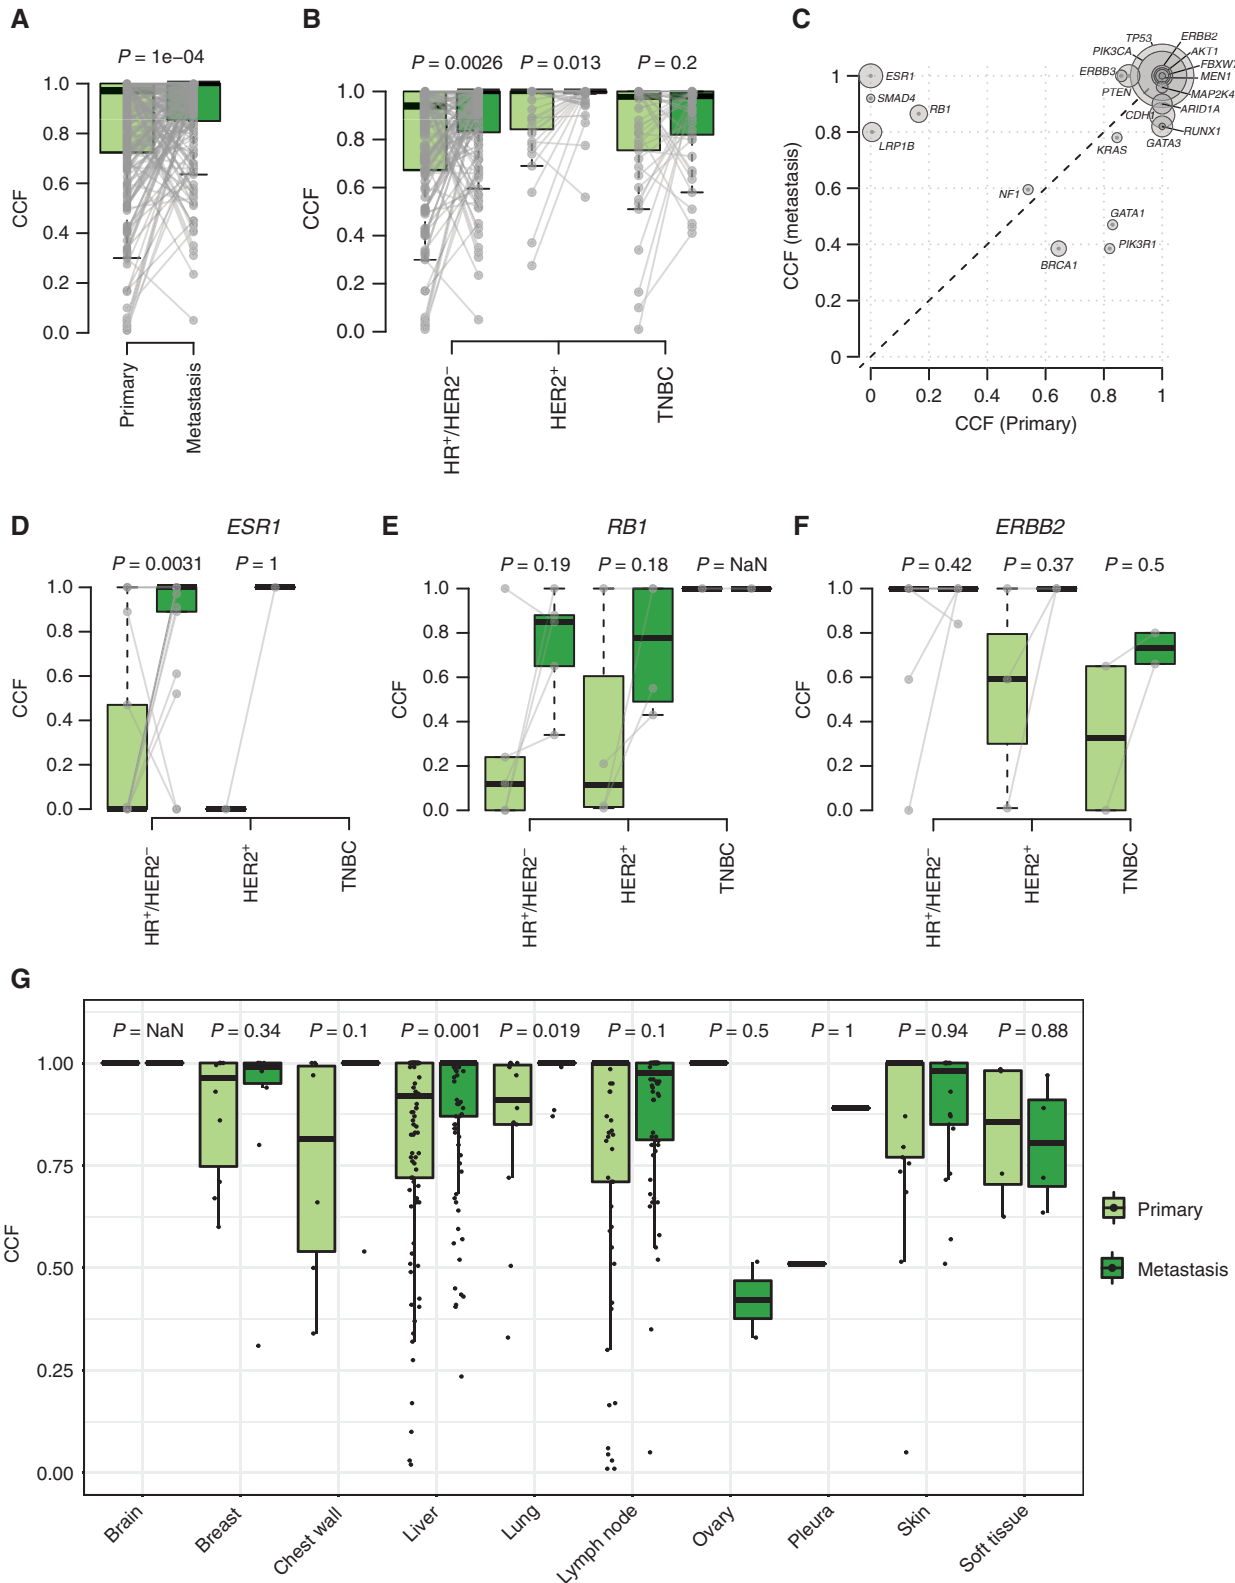 A
P = 1e–04
CCF
1.0
0.8
0.6
0.4
0.2
0.0
Primary
Metastasis
B
P = 0.0026
P = 0.013
P = 0.2
CCF
1.0
0.8
0.6
0.4
0.2
0.0
HR+/HER2−
HER2+
TNBC
C
CCF (metastasis)
1
0.8
0.6
0.4
0.2
0
0
0.2
0.4
0.6
0.8
1
CCF (Primary)
TP53
ERBB2
PIK3CA
AKT1
ERBB3
FBXW7
PTEN
MEN1
MAP2K4
CDH1
ARID1A
RUNX1
GATA3
KRAS
ESR1
SMAD4
RB1
LRP1B
NF1
GATA1
PIK3R1
BRCA1
D
ESR1
P = 0.0031
P = 1
CCF
1.0
0.8
0.6
0.4
0.2
0.0
HR+/HER2−
HER2+
TNBC
E
RB1
P = 0.19
P = 0.18
P = NaN
CCF
1.0
0.8
0.6
0.4
0.2
0.0
HR+/HER2−
HER2+
TNBC
F
ERBB2
P = 0.42
P = 0.37
P = 0.5
CCF
1.0
0.8
0.6
0.4
0.2
0.0
HR+/HER2−
HER2+
TNBC
G
P = NaN
P = 0.34
P = 0.1
P = 0.001
P = 0.019
P = 0.1
P = 0.5
P = 1
P = 0.94
P = 0.88
CCF
1.00
0.75
0.50
0.25
0.00
Brain
Breast
Chest wall
Liver
Lung
Lymph node
Ovary
Pleura
Skin
Soft tissue
Primary
Metastasis